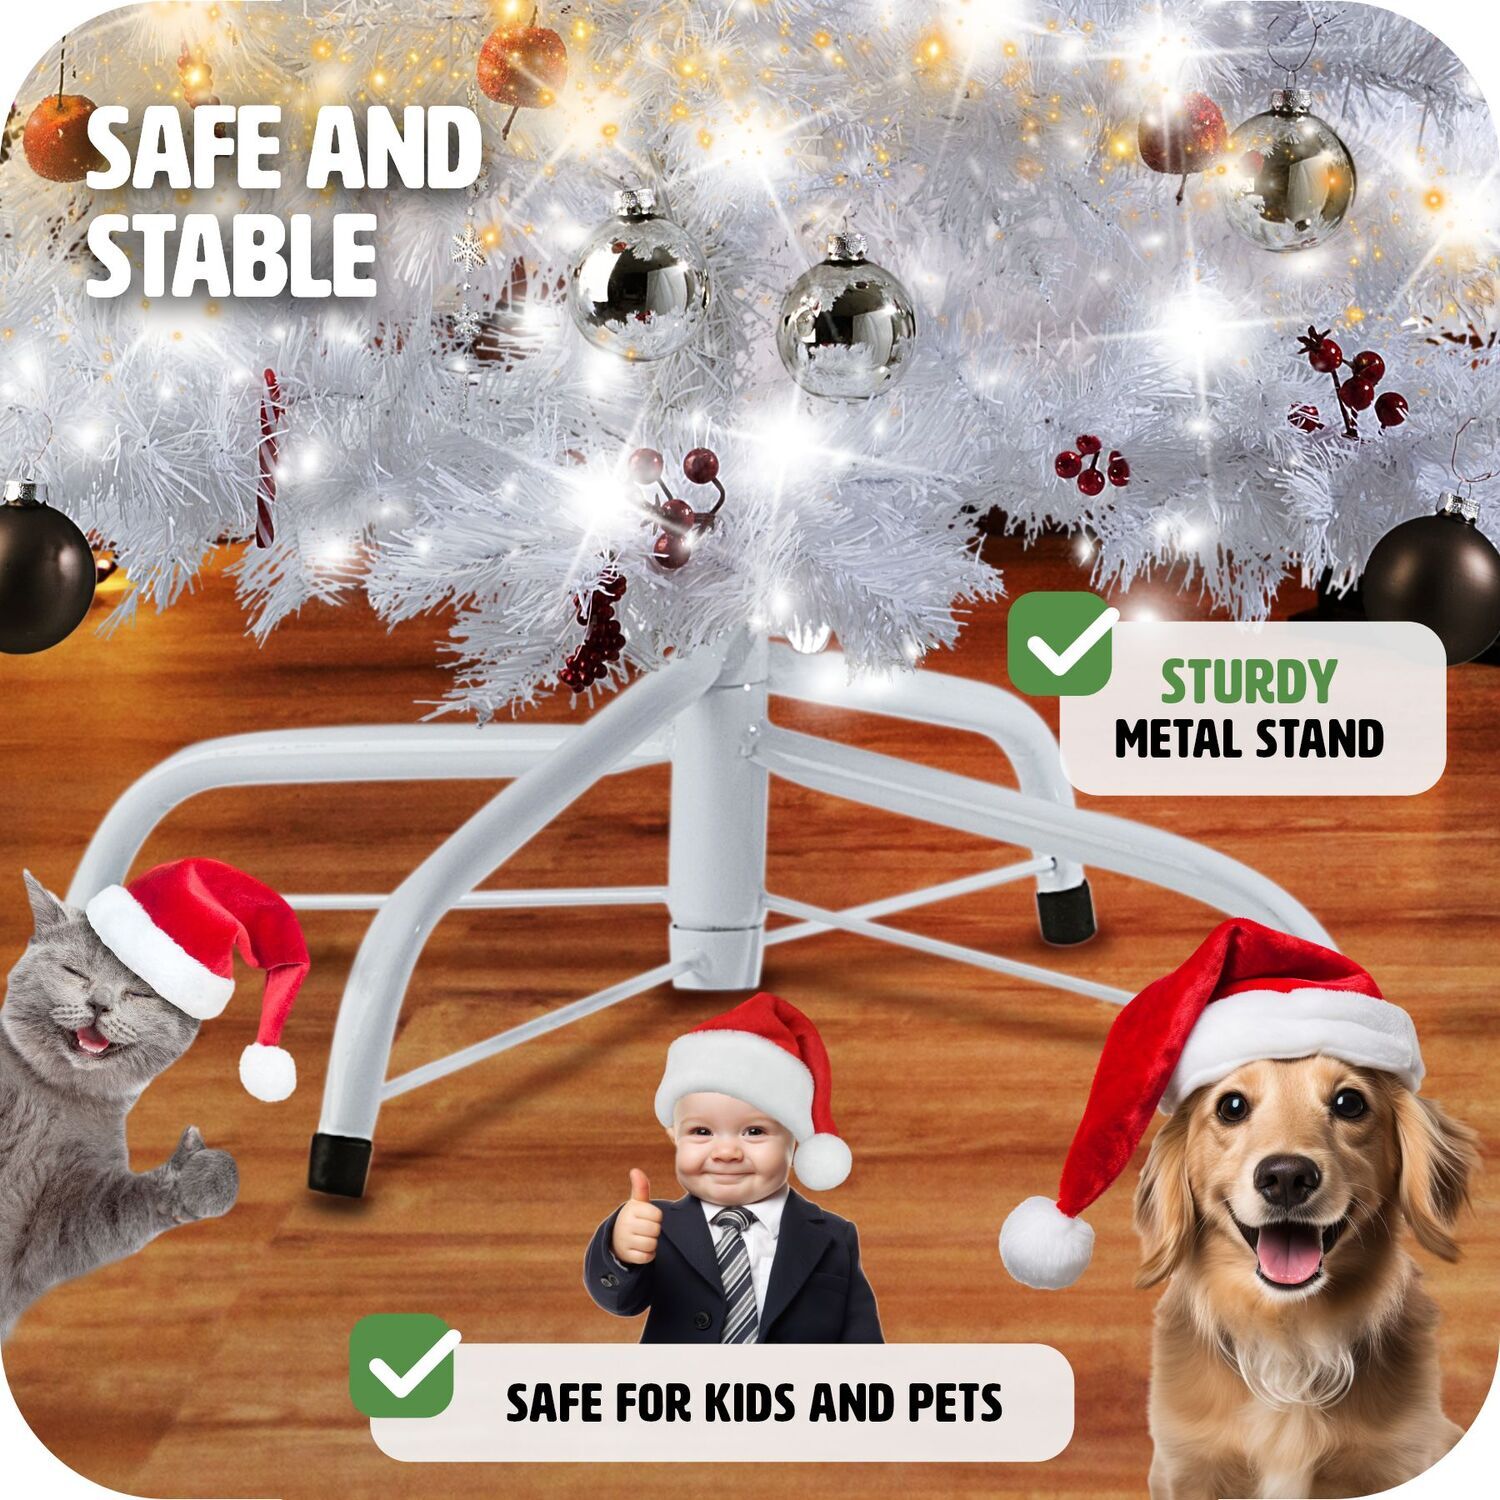 SAFE AND
STABLE
STURDY
METAL STAND
SAFE FOR KIDS AND PETS